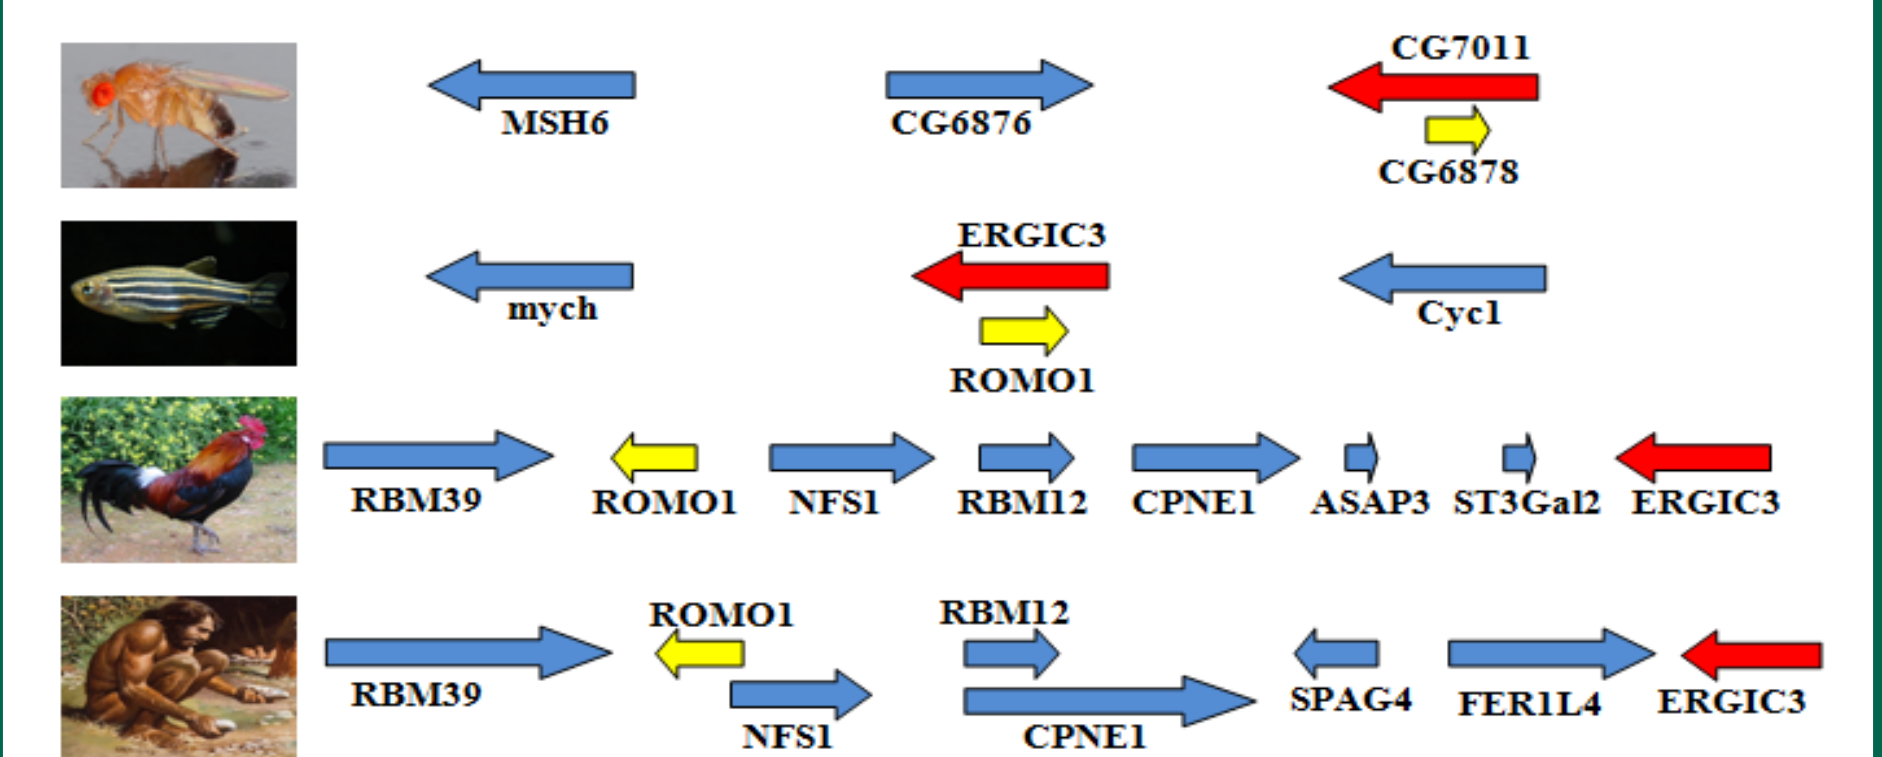 CG7011
MSH6
CG6876
CG6878
ERGIC3
mych
Cyc1
ROMO1
RBM39
ROMO1
NFS1
RBM12
CPNE1
ASAP3
ST3Gal2
ERGIC3
ROMO1
RBM12
RBM39
SPAG4
FER1L4
ERGIC3
NFS1
CPNE1